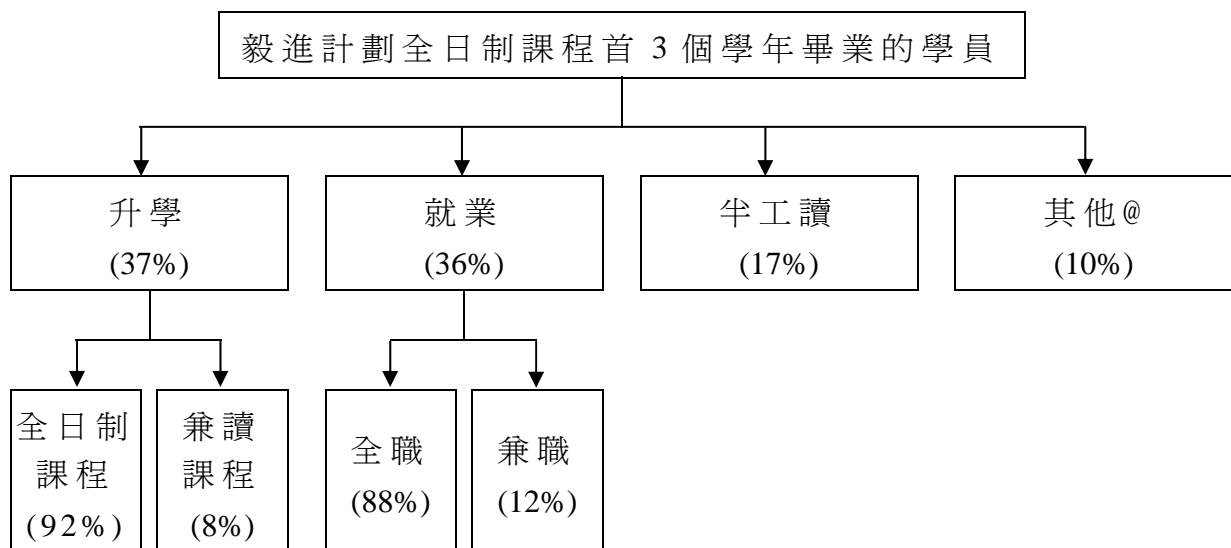 毅進計劃全日制課程首 3 個學年畢業的學員
升學
(37%)
就業
(36%)
半工讀
(17%)
其他@
(10%)
全日制
課程
(92%)
兼讀
課程
(8%)
全職
(88%)
兼職
(12%)